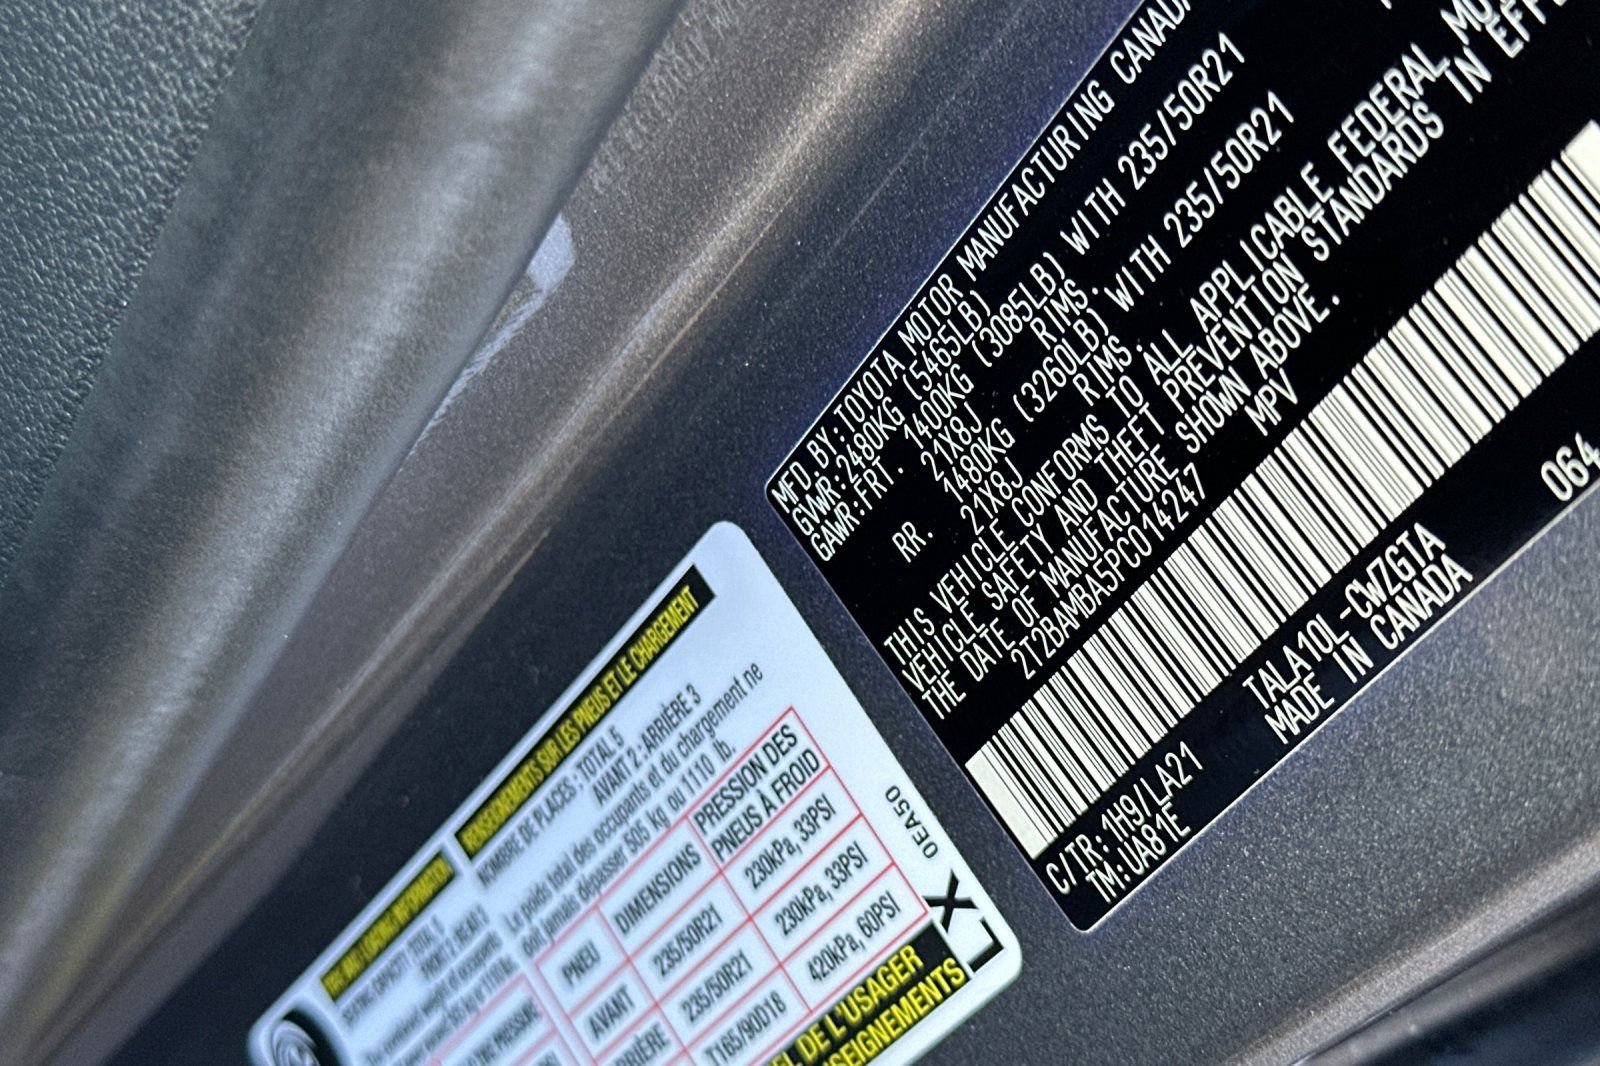 MFD.BY:TOYOTA MOTOR MANUFACTURING CANADA
GVWR:2480KG (5465LB)
GAWR:FRT. 1400KG (3085LB) WITH 235/50R21
21X8J RIMS.
RR. 1480KG (3260LB) WITH 235/50R21
21X8J RIMS.
THIS VEHICLE CONFORMS TO ALL APPLICABLE FEDERAL
VEHICLE SAFETY AND THEFT PREVENTION STANDARDS IN
THE DATE OF MANUFACTURE SHOWN ABOVE.
2T2BAMBA5PC014247 MPV
064
C/TR:1H9/LA21 TALA10L-CWZGTA
TM:UA81E MADE IN CANADA
RENSEIGNEMENTS SUR LES PNEUS ET LE CHARGEMENT
NOMBRE DE PLACES : TOTAL 5
AVANT 2 : ARRIÈRE 3
Le poids total des occupants et du chargement ne
doit jamais dépasser 505 kg ou 1110 lb.
PNEU DIMENSIONS PRESSION DES
PNEUS À FROID
AVANT 235/50R21 230kPa, 33PSI
235/50R21 230kPa, 33PSI
T165/90D18 420kPa, 60PSI
DE L'USAGER
0EA50
LX